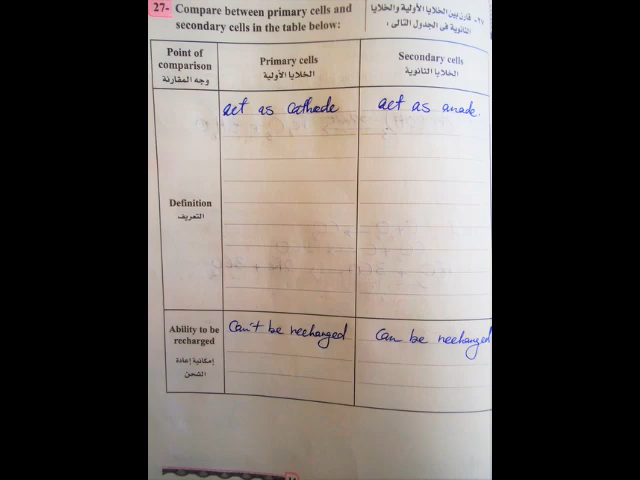 27- Compare between primary cells and
secondary cells in the table below:
٢٧- قارن بين الخلايا الأولية والخلايا
الثانوية فى الجدول التالى :
Point of
comparison
وجه المقارنة
Primary cells
الخلايا الأولية
Secondary cells
الخلايا الثانوية
Definition
التعريف
act as cathode
act as anade.
Ability to be
recharged
إمكانية إعادة
الشحن
Can't be recharged
Can be recharged